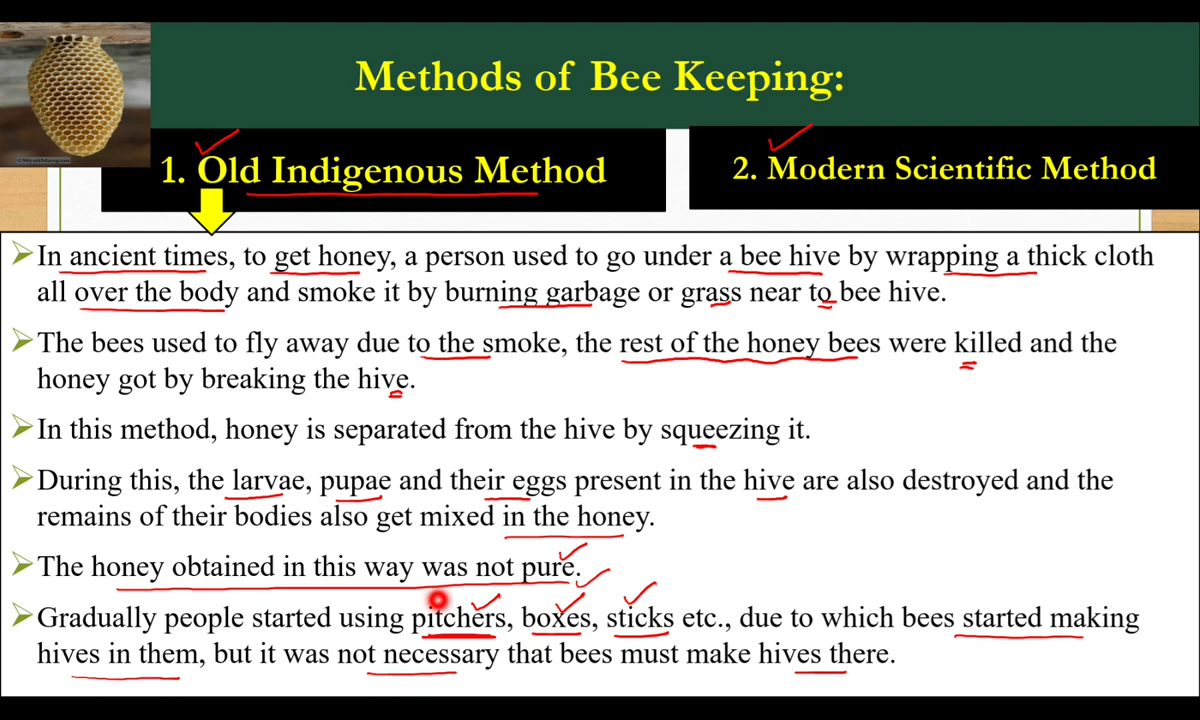 Methods of Bee Keeping:
1. Old Indigenous Method
2. Modern Scientific Method
In ancient times, to get honey, a person used to go under a bee hive by wrapping a thick cloth
all over the body and smoke it by burning garbage or grass near to bee hive.
The bees used to fly away due to the smoke, the rest of the honey bees were killed and the
honey got by breaking the hive.
In this method, honey is separated from the hive by squeezing it.
During this, the larvae, pupae and their eggs present in the hive are also destroyed and the
remains of their bodies also get mixed in the honey.
The honey obtained in this way was not pure.
Gradually people started using pitchers, boxes, sticks etc., due to which bees started making
hives in them, but it was not necessary that bees must make hives there.